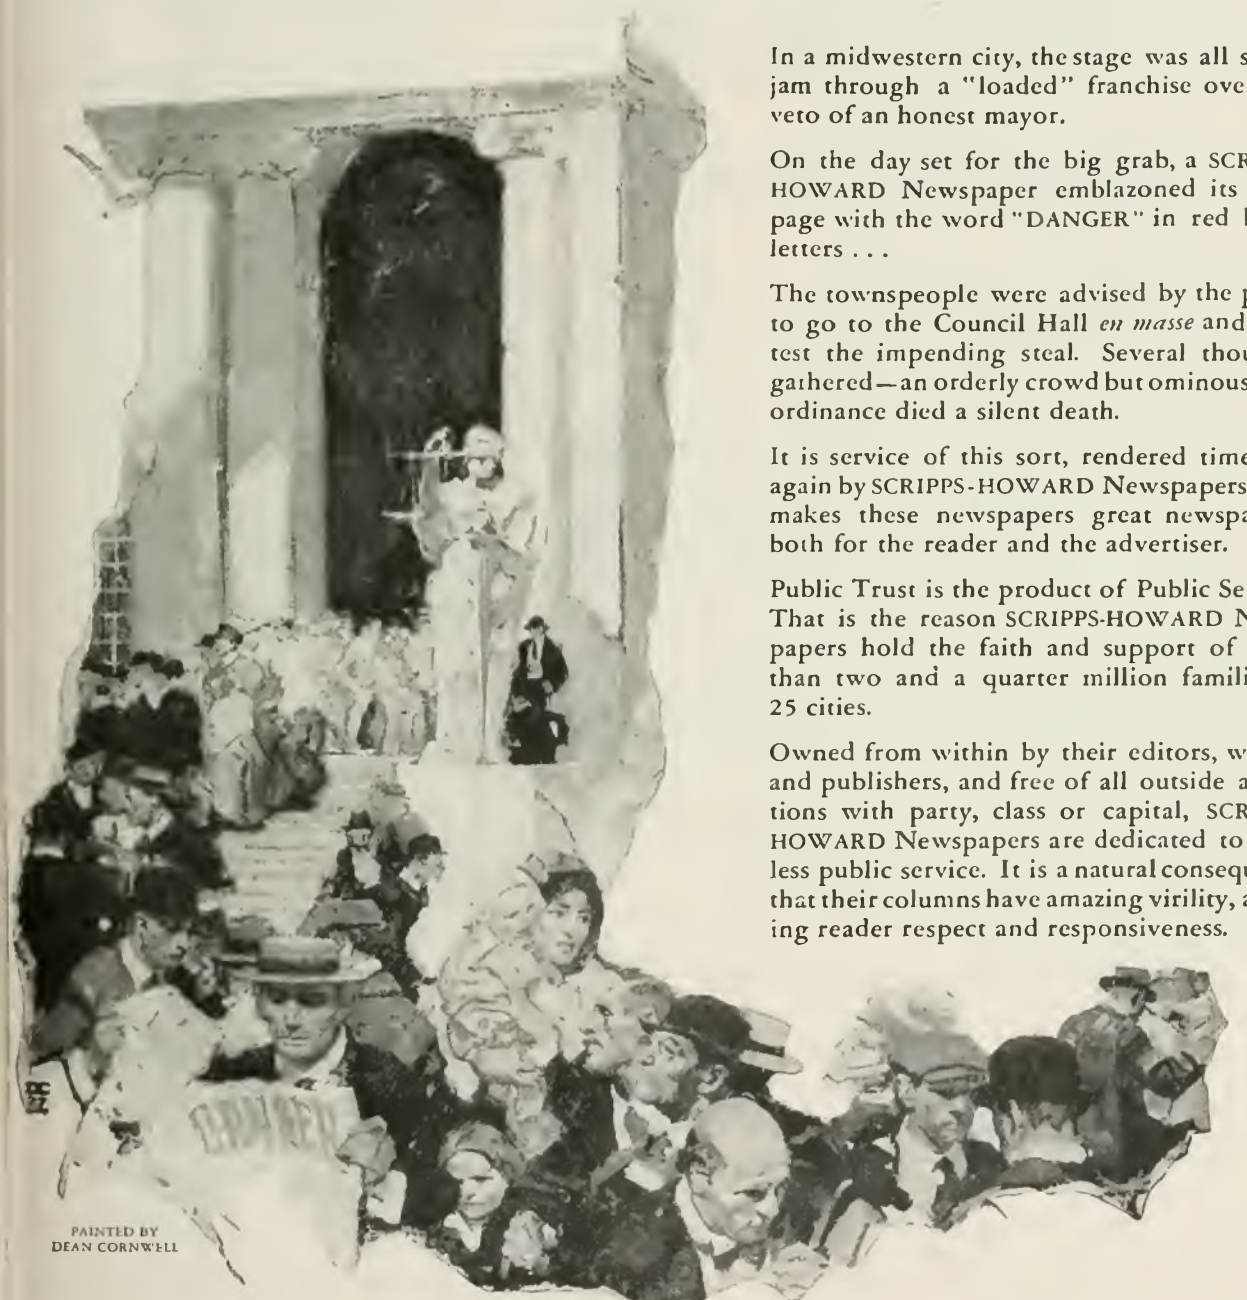 In a midwestern city, the stage was all s
jam through a "loaded" franchise ove
veto of an honest mayor.
On the day set for the big grab, a SCR
HOWARD Newspaper emblazoned its
page with the word "DANGER" in red
letters . . .
The townspeople were advised by the p
to go to the Council Hall en masse and
test the impending steal. Several thou
gathered—an orderly crowd but ominous
ordinance died a silent death.
It is service of this sort, rendered time
again by SCRIPPS-HOWARD Newspapers
makes these newspapers great newspa
both for the reader and the advertiser.
Public Trust is the product of Public Se
That is the reason SCRIPPS-HOWARD N
papers hold the faith and support of
than two and a quarter million famili
25 cities.
Owned from within by their editors, w
and publishers, and free of all outside a
tions with party, class or capital, SCR
HOWARD Newspapers are dedicated to
less public service. It is a natural consequ
that their columns have amazing virility, a
ing reader respect and responsiveness.
DANGER
DC
27
PAINTED BY
DEAN CORNWELL